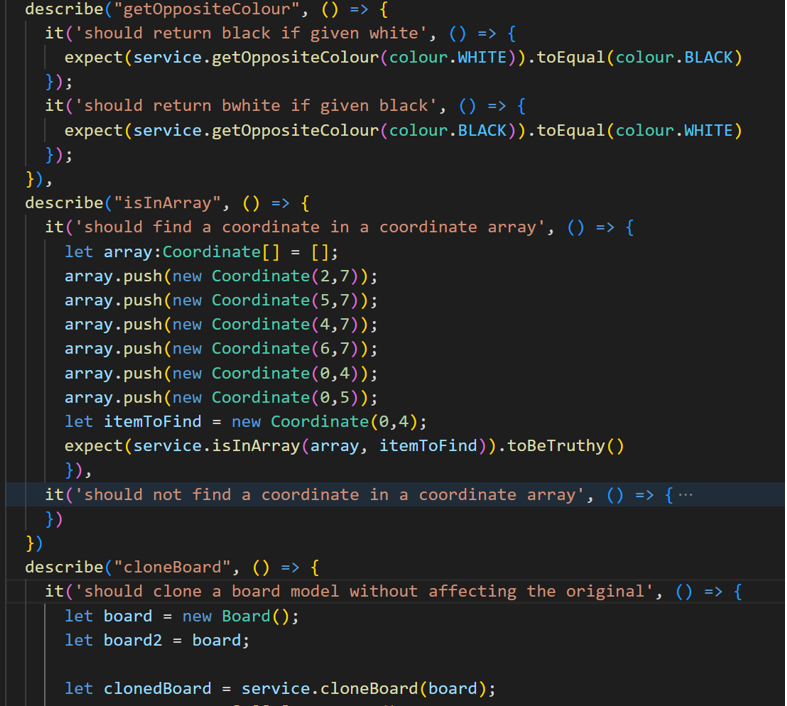 describe("getOppositeColour", () => {
it('should return black if given white', () => {
expect(service.getOppositeColour(colour.WHITE)).toEqual(colour.BLACK)
});
it('should return bwhite if given black', () => {
expect(service.getOppositeColour(colour.BLACK)).toEqual(colour.WHITE)
});
}),
describe("isInArray", () => {
it('should find a coordinate in a coordinate array', () => {
let array:Coordinate[] = [];
array.push(new Coordinate(2,7));
array.push(new Coordinate(5,7));
array.push(new Coordinate(4,7));
array.push(new Coordinate(6,7));
array.push(new Coordinate(0,4));
array.push(new Coordinate(0,5));
let itemToFind = new Coordinate(0,4);
expect(service.isInArray(array, itemToFind)).toBeTruthy()
}),
it('should not find a coordinate in a coordinate array', () => {⋯
})
})
describe("cloneBoard", () => {
it('should clone a board model without affecting the original', () => {
let board = new Board();
let board2 = board;
let clonedBoard = service.cloneBoard(board);